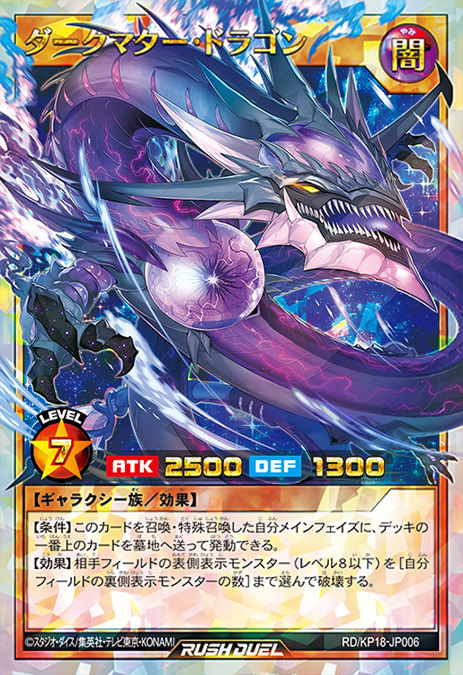 ダークマター・ドラゴン
やみ
闇
LEVEL
7
ATK 2500 DEF 1300
【ギャラクシー族／効果】
【条件】このカードを召喚・特殊召喚した自分メインフェイズに、デッキの
一番上のカードを墓地へ送って発動できる。
【効果】相手フィールドの表側表示モンスター（レベル8以下）を［自分
フィールドの裏側表示モンスターの数］まで選んで破壊する。
©スタジオ・ダイス/集英社・テレビ東京・KONAMI
RUSH DUEL
RD/KP18-JP006